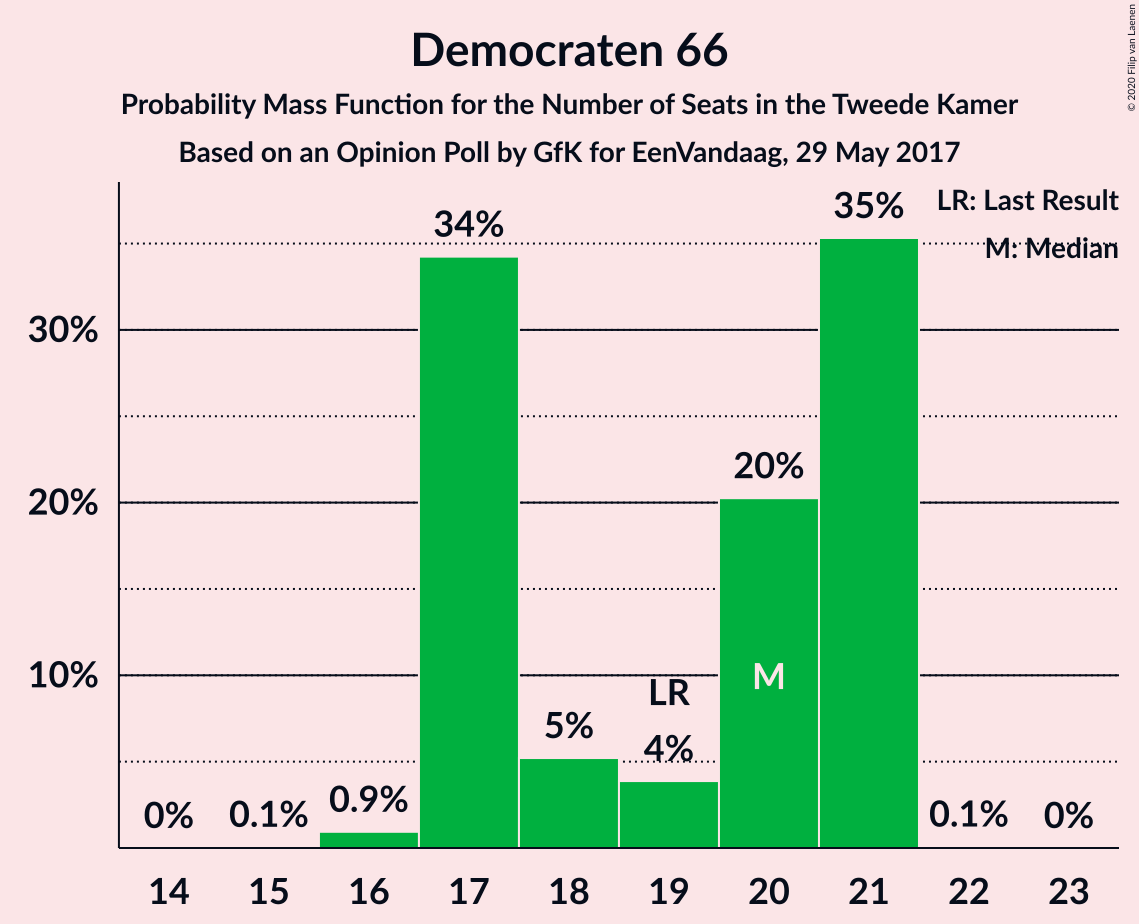 Democraten 66
Probability Mass Function for the Number of Seats in the Tweede Kamer
Based on an Opinion Poll by GfK for EenVandaag, 29 May 2017
© 2020 Filip van Laenen
LR: Last Result
M: Median
35%
34%
30%
20%
20%
10%
M
LR
5%
4%
0%
0.1%
0.9%
0.1%
0%
14 15 16 17 18 19 20 21 22 23